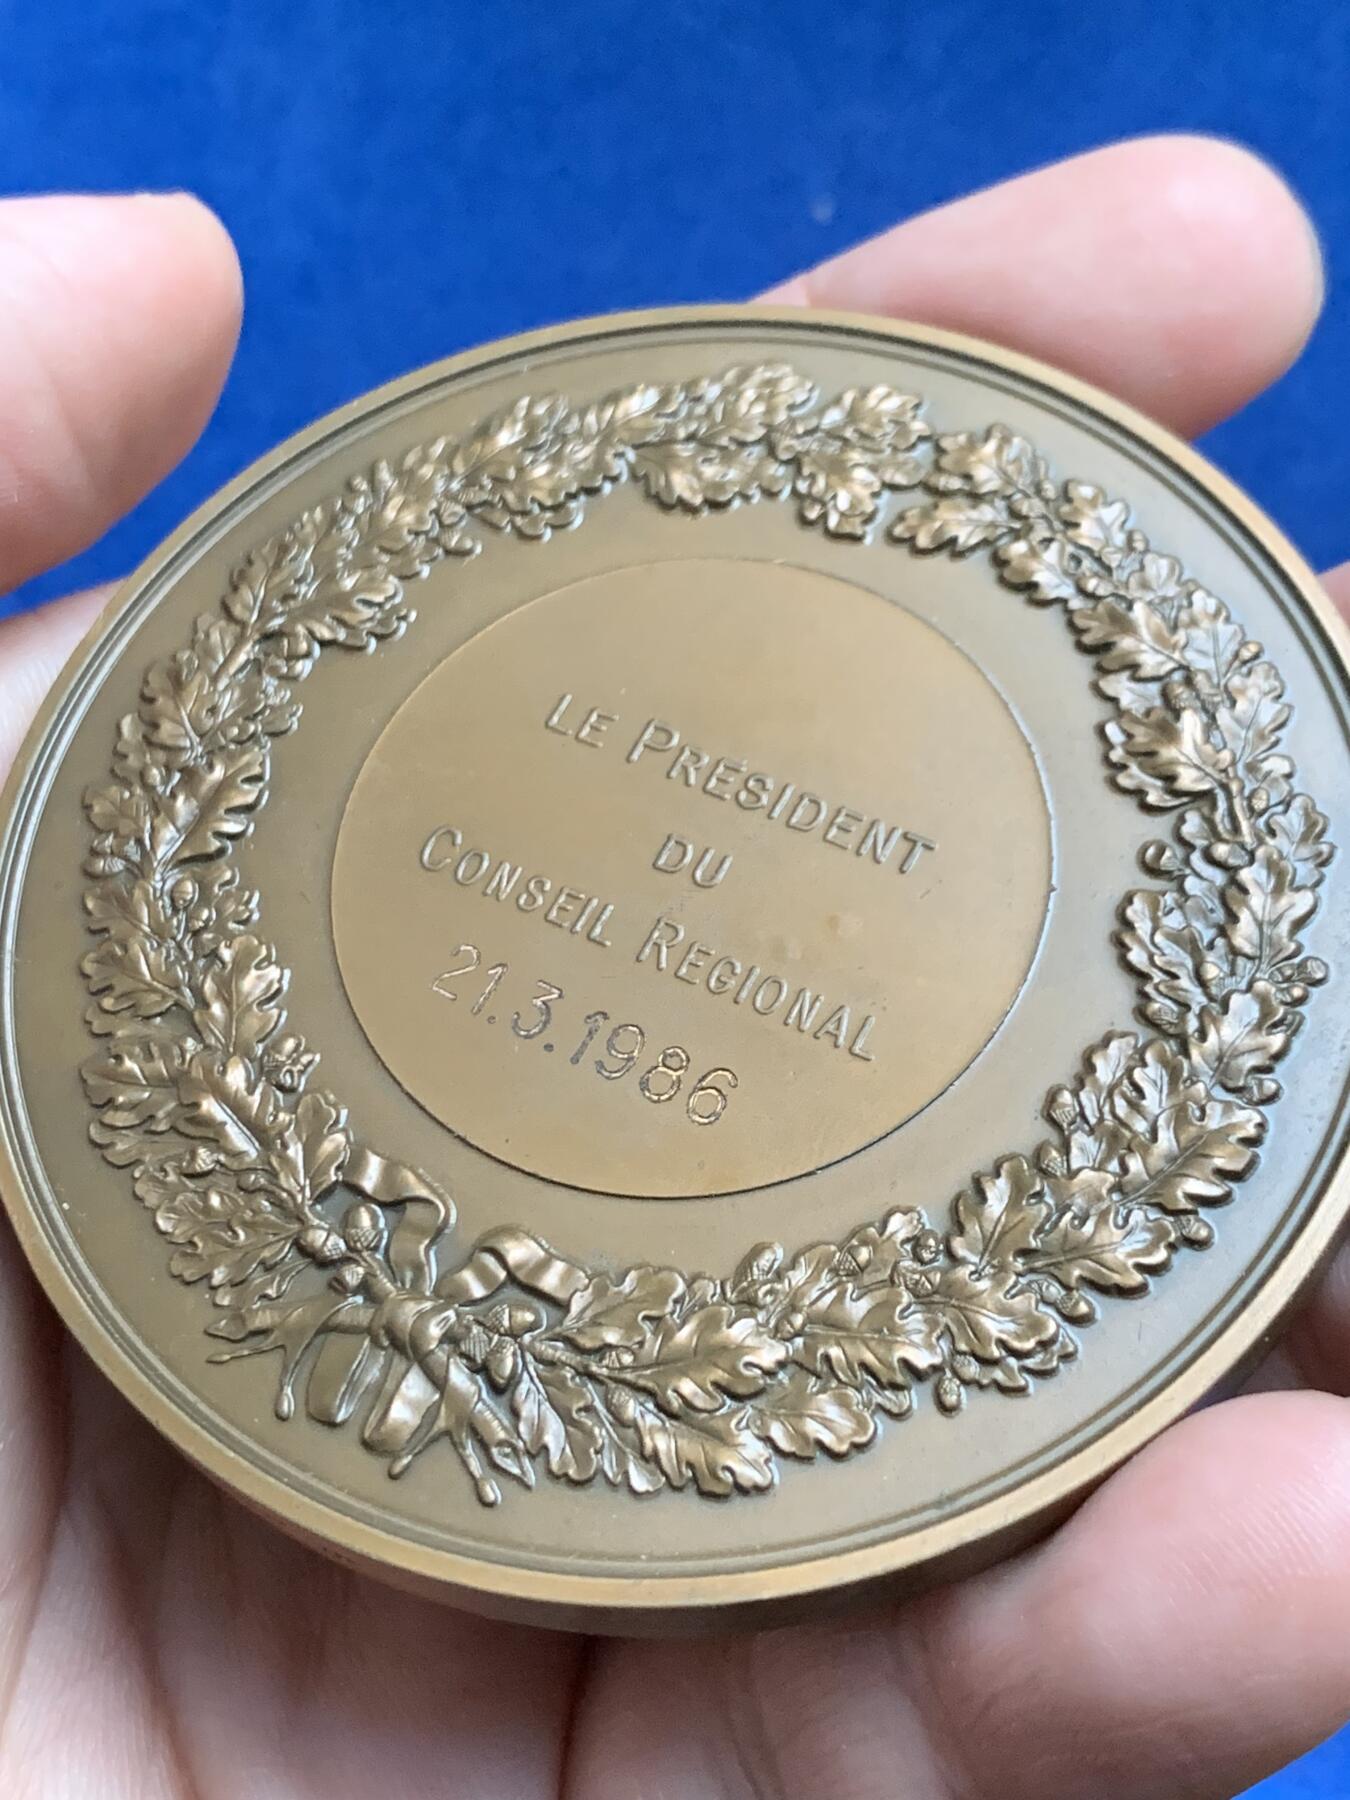 LE PRÉSIDENT
DU
CONSEIL REGIONAL
21.3.1986